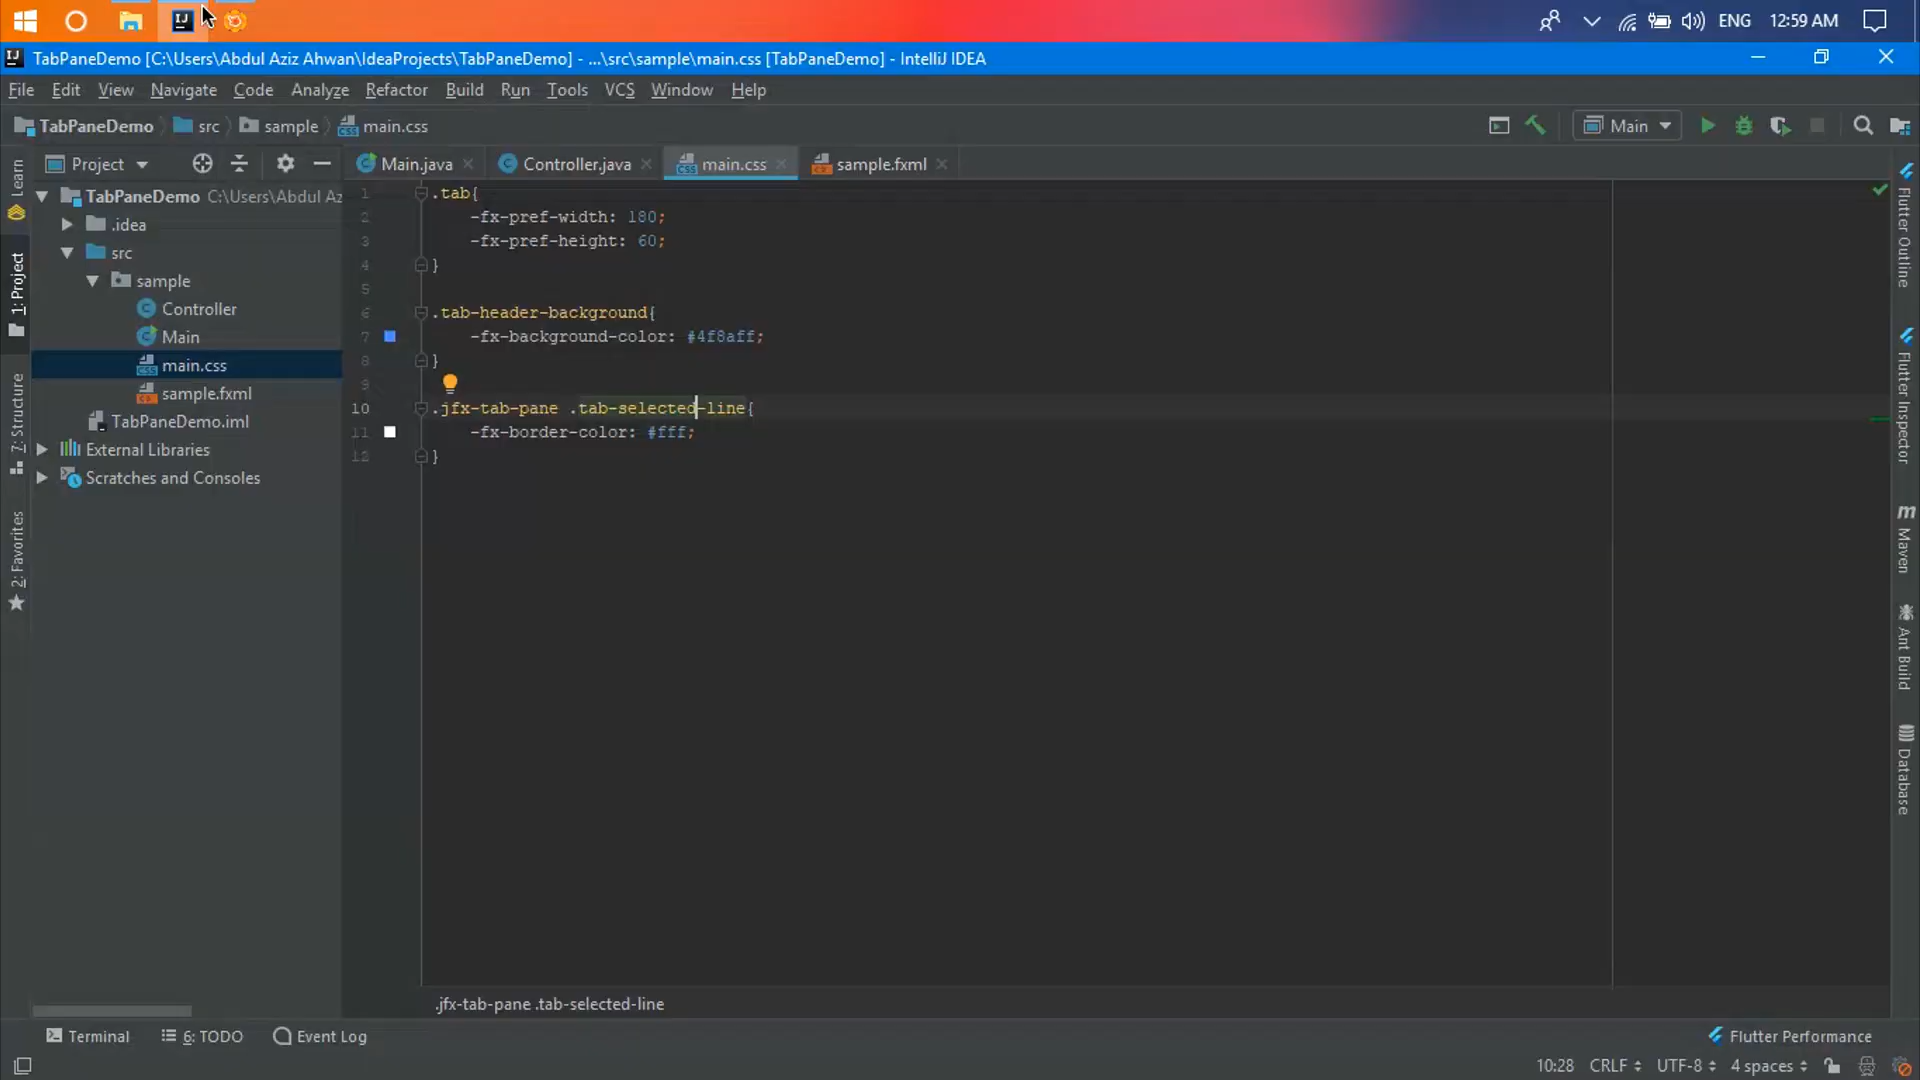 ENG 12:59 AM
TabPaneDemo [C:\Users\Abdul Aziz Ahwan\IdeaProjects\TabPaneDemo] - ...\src\sample\main.css [TabPaneDemo] - IntelliJ IDEA
File Edit View Navigate Code Analyze Refactor Build Run Tools VCS Window Help
TabPaneDemo src sample main.css Main
Project Main.java Controller.java main.css sample.fxml
TabPaneDemo C:\Users\Abdul Az
.idea
src
sample
Controller
Main
main.css
sample.fxml
TabPaneDemo.iml
External Libraries
Scratches and Consoles
Learn
1: Project
7: Structure
2: Favorites
1 .tab{
2 -fx-pref-width: 180;
3 -fx-pref-height: 60;
4 }
5
6 .tab-header-background{
7 -fx-background-color: #4f8aff;
8 }
9
10 .jfx-tab-pane .tab-selected-line{
11 -fx-border-color: #fff;
12 }
.jfx-tab-pane .tab-selected-line
Flutter Outline
Flutter Inspector
Maven
Ant Build
Database
Terminal 6: TODO Event Log Flutter Performance
10:28 CRLF UTF-8 4 spaces